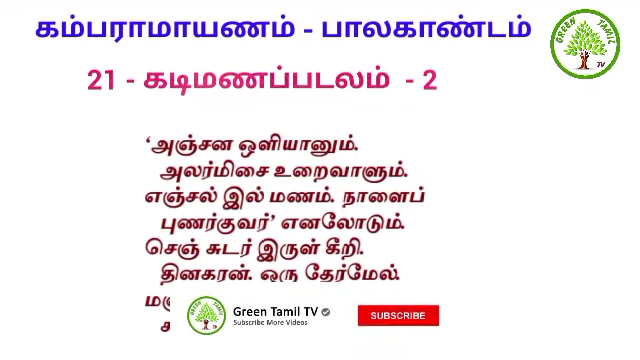 கம்பராமாயணம் - பாலகாண்டம்
21 - கடிமணப்படலம் - 2
GREEN TAMIL TV
‘அஞ்சன ஒளியானும்.
அலர்மிசை உறைவாளும்.
எஞ்சல் இல் மணம். நாளைப்
புணர்குவர்’ எனலோடும்.
செஞ் சுடர் இருள் கீறி.
தினகரன். ஒரு தேர்மேல்.
Green Tamil TV
Subscribe More Videos
SUBSCRIBE